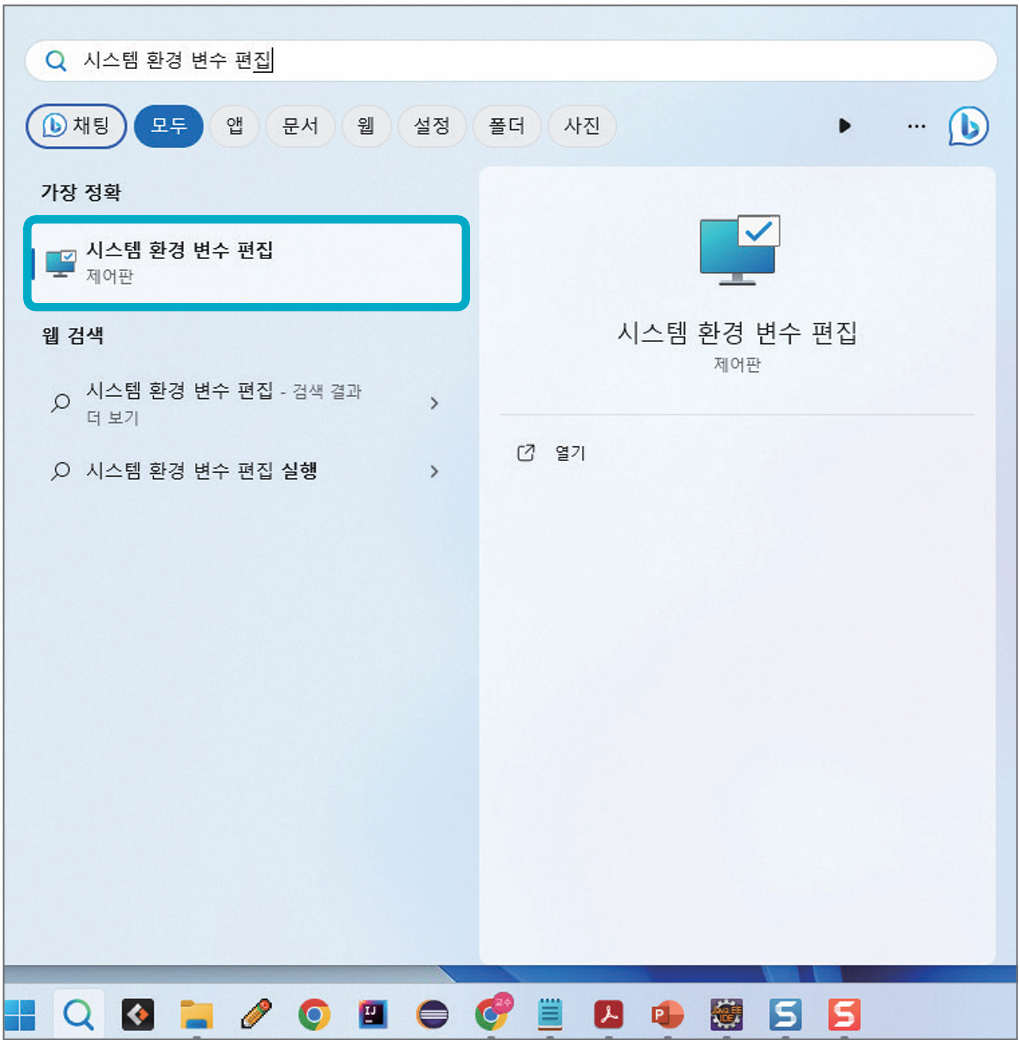 시스템 환경 변수 편집
채팅
모두
앱
문서
웹
설정
폴더
사진
가장 정확
시스템 환경 변수 편집
제어판
웹 검색
시스템 환경 변수 편집 - 검색 결과
더 보기
시스템 환경 변수 편집 실행
시스템 환경 변수 편집
제어판
열기